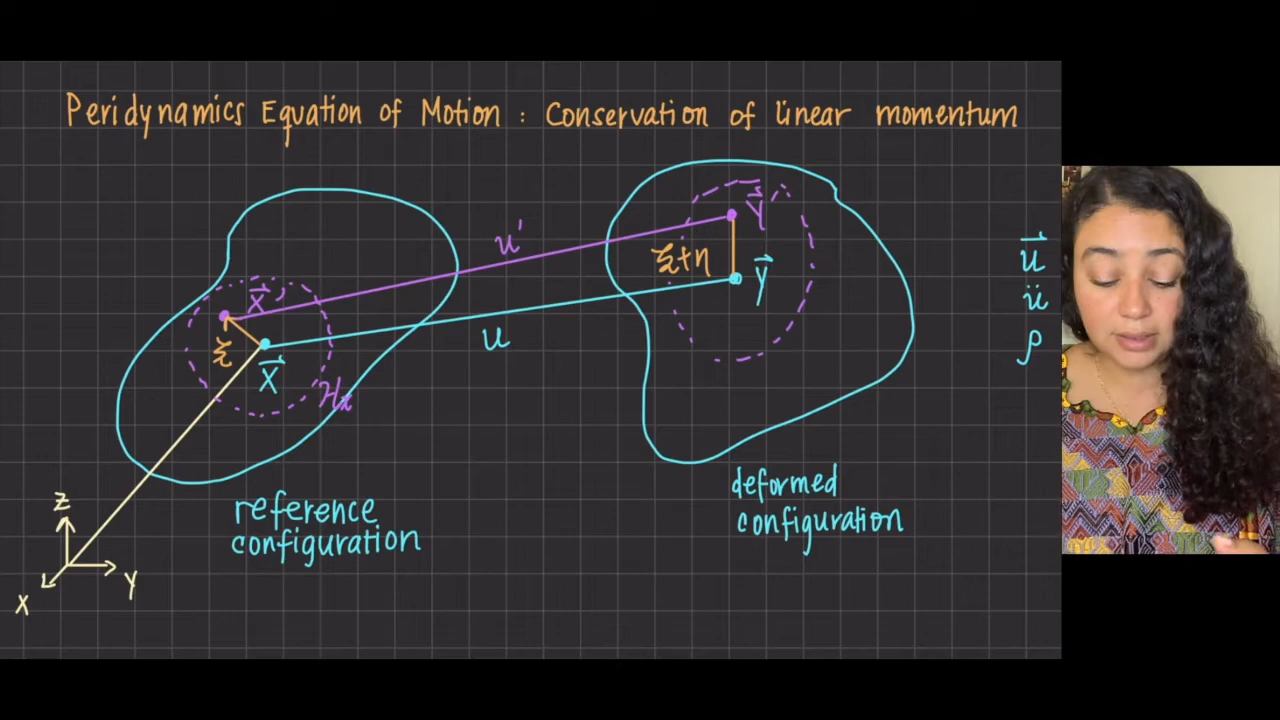 Peridynamics Equation of Motion : Conservation of linear momentum
u'
Y⃗
ξ+η
Y⃗
X⃗'
ξ
X⃗
Hx
u
u⃗
ü
ρ
reference
configuration
deformed
configuration
Z
Y
X